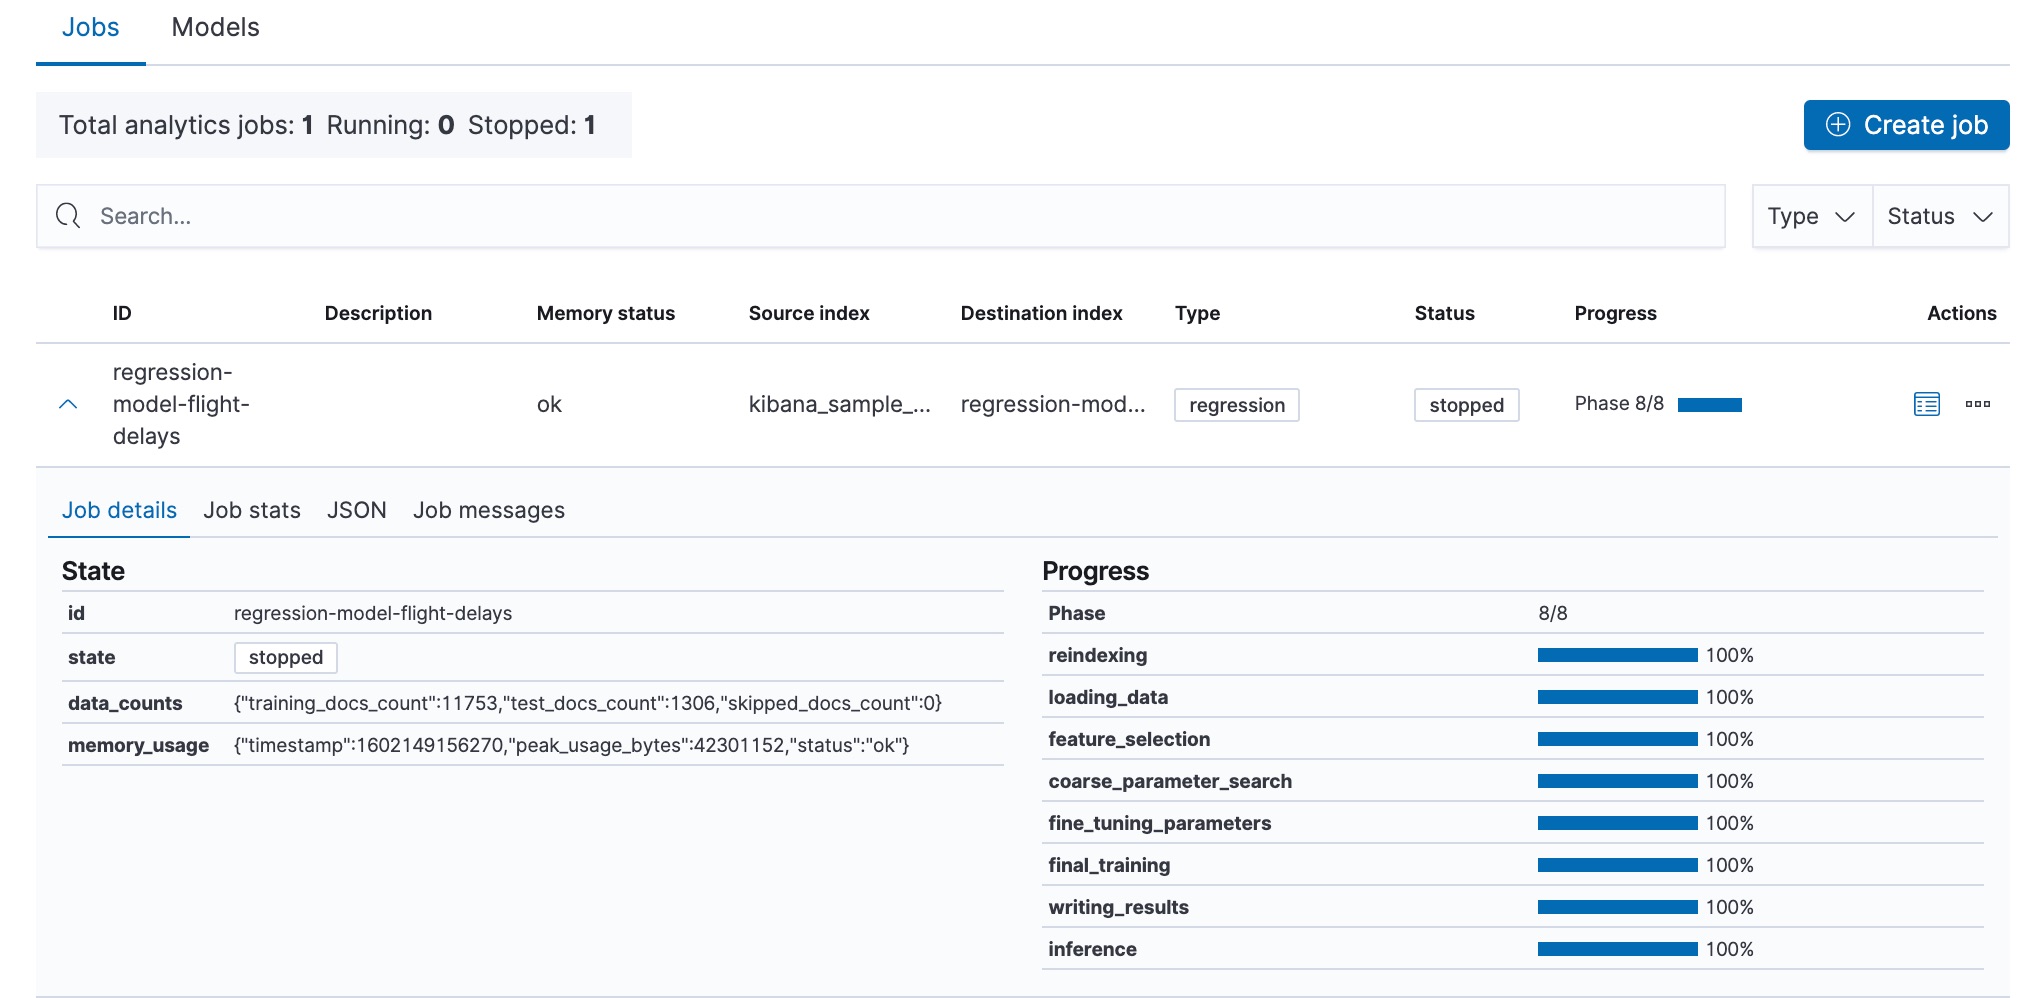 Jobs Models
Total analytics jobs: 1 Running: 0 Stopped: 1
Create job
Search...
Type Status
ID Description Memory status Source index Destination index Type Status Progress Actions
regression-
model-flight-
delays
ok kibana_sample_... regression-mod... regression stopped Phase 8/8
Job details Job stats JSON Job messages
State
id regression-model-flight-delays
state stopped
data_counts {"training_docs_count":11753,"test_docs_count":1306,"skipped_docs_count":0}
memory_usage {"timestamp":1602149156270,"peak_usage_bytes":42301152,"status":"ok"}
Progress
Phase 8/8
reindexing 100%
loading_data 100%
feature_selection 100%
coarse_parameter_search 100%
fine_tuning_parameters 100%
final_training 100%
writing_results 100%
inference 100%